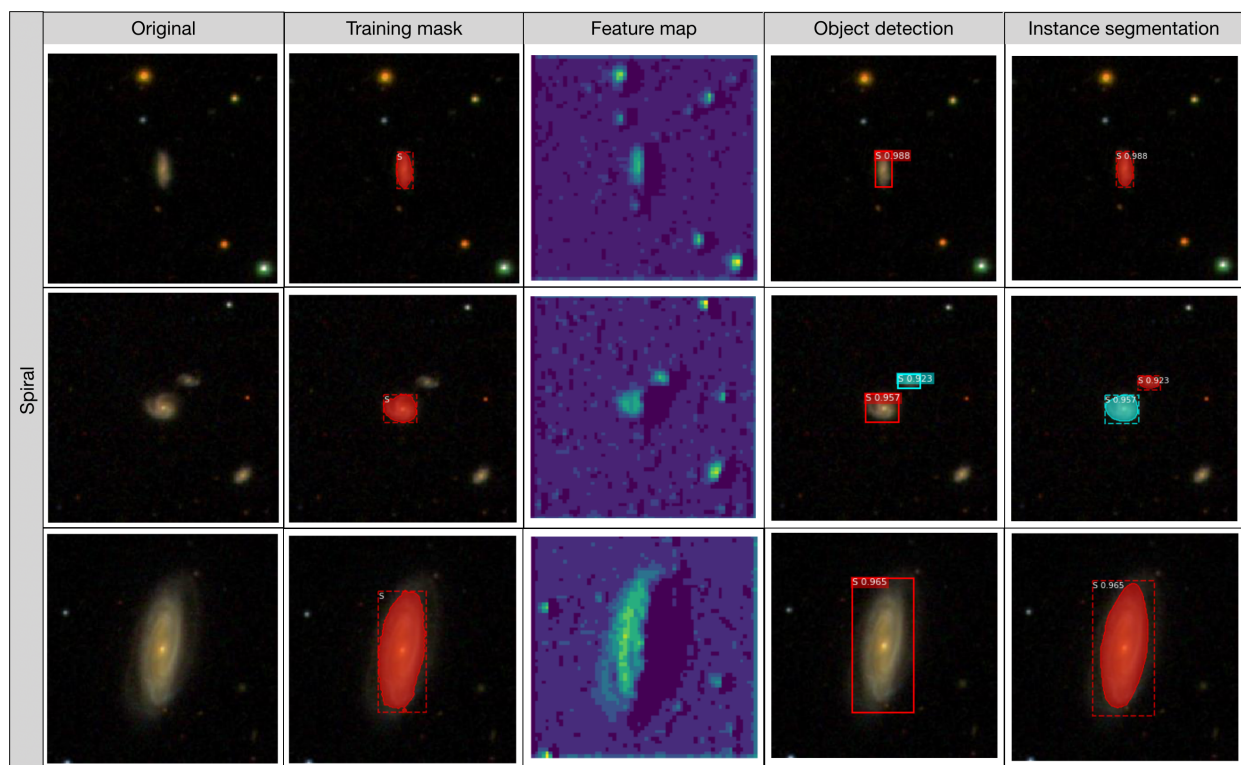 Original Training mask Feature map Object detection Instance segmentation
Spiral
S
S 0.988
S 0.988
S
S 0.923
S 0.957
S 0.923
S 0.957
S
S 0.965
S 0.965